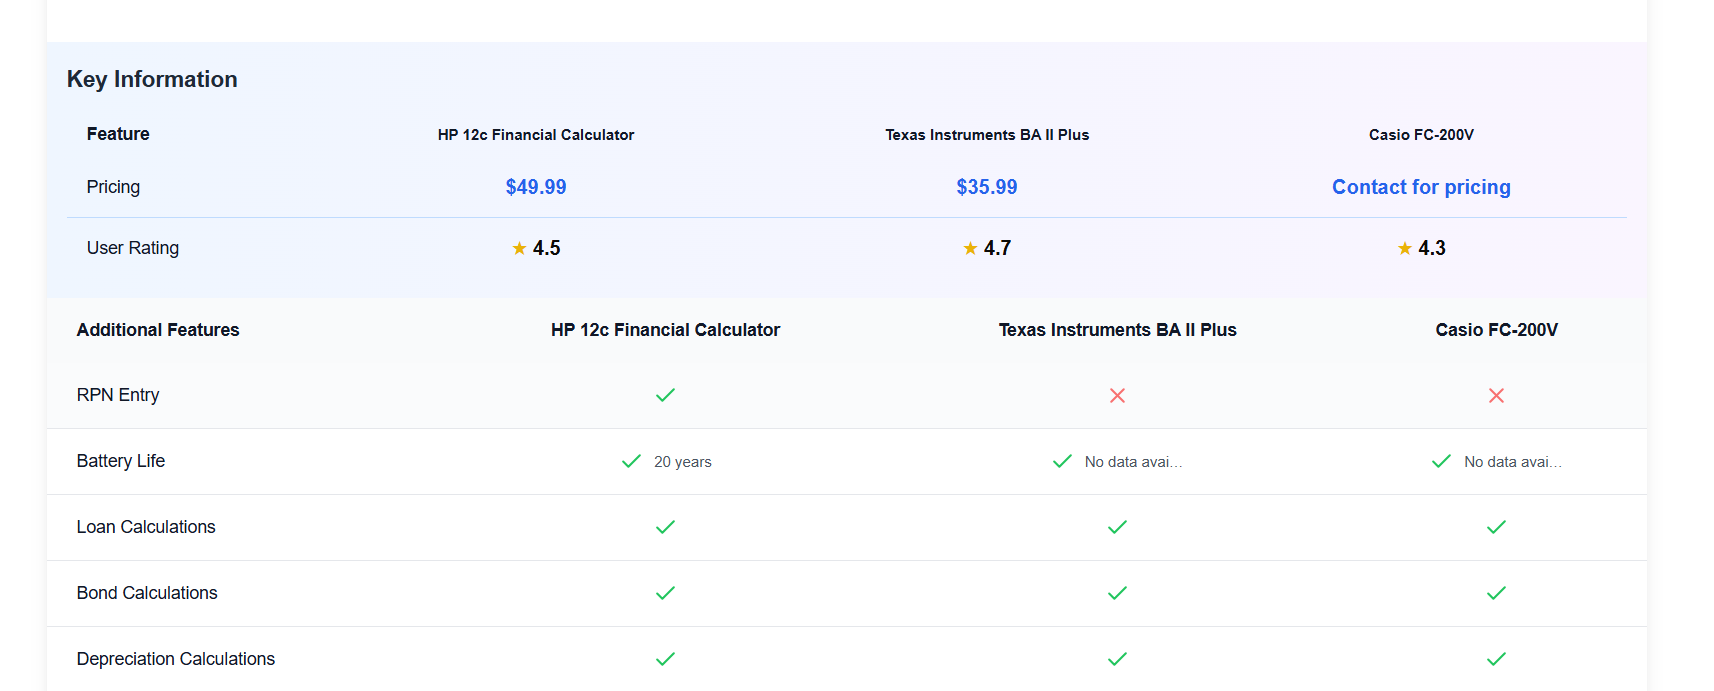 Key Information
Feature HP 12c Financial Calculator Texas Instruments BA II Plus Casio FC-200V
Pricing $49.99 $35.99 Contact for pricing
User Rating ★ 4.5 ★ 4.7 ★ 4.3
Additional Features HP 12c Financial Calculator Texas Instruments BA II Plus Casio FC-200V
RPN Entry
Battery Life 20 years No data avai... No data avai...
Loan Calculations
Bond Calculations
Depreciation Calculations